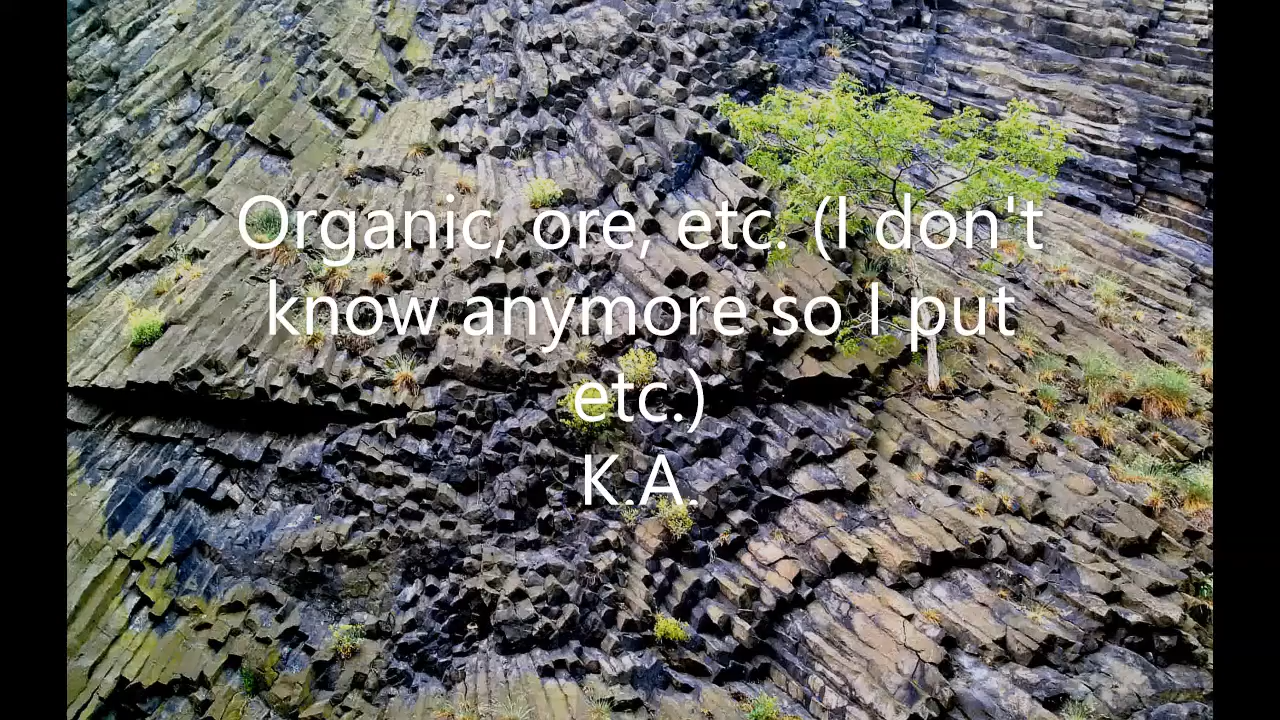 Organic, ore, etc. (I don't
know anymore so I put
etc.)
K.A.